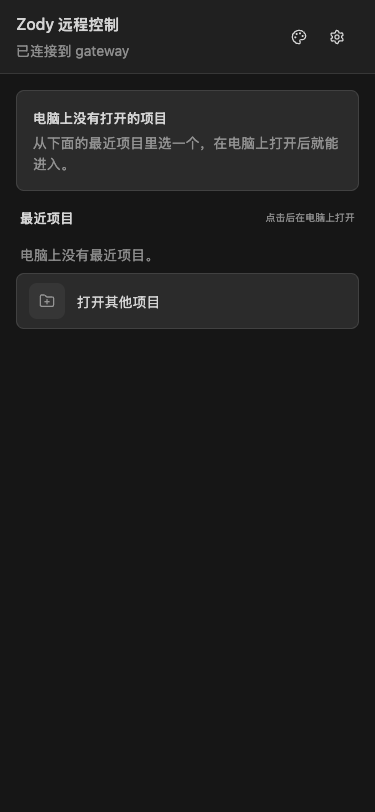 Zody 远程控制
已连接到 gateway
电脑上没有打开的项目
从下面的最近项目里选一个，在电脑上打开后就能
进入。
最近项目
点击后在电脑上打开
电脑上没有最近项目。
打开其他项目